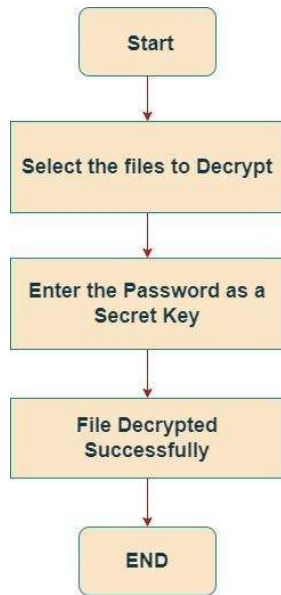 Start
Select the files to Decrypt
Enter the Password as a
Secret Key
File Decrypted
Successfully
END